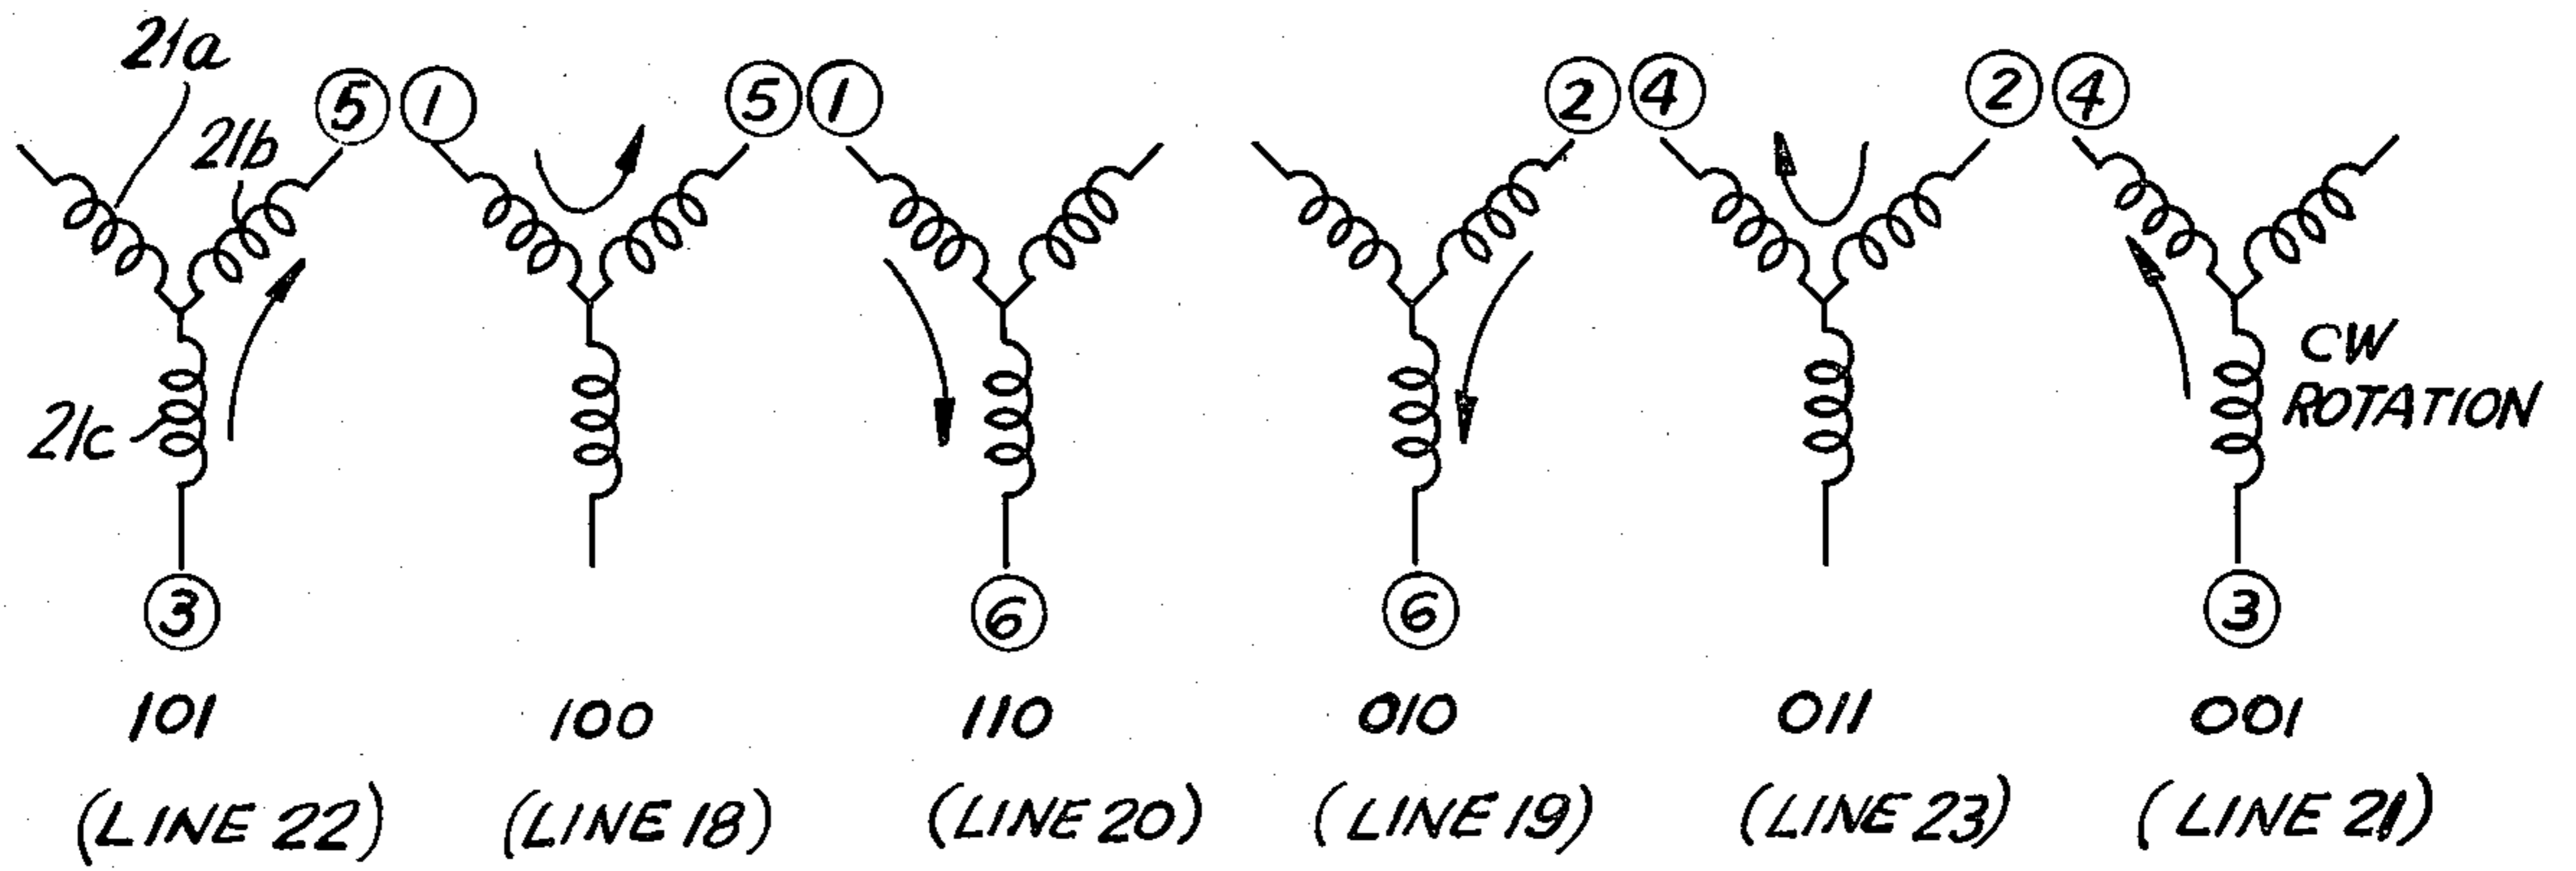 21a
21b
5 1 5 1 2 4 2 4
21c
CW
ROTATION
3 6 6 3
101 100 110 010 011 001
(LINE 22) (LINE 18) (LINE 20) (LINE 19) (LINE 23) (LINE 21)